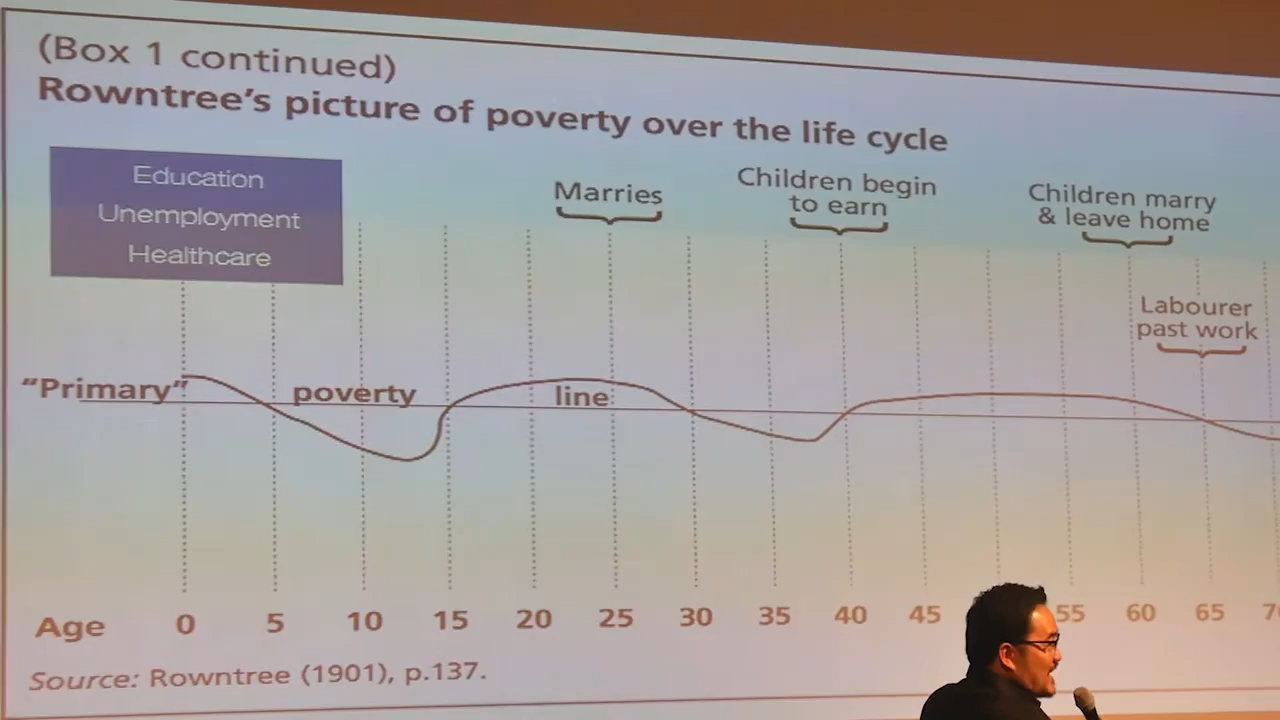 (Box 1 continued)
Rowntree's picture of poverty over the life cycle
Education
Unemployment
Healthcare
Marries
Children begin
to earn
Children marry
& leave home
Labourer
past work
“Primary” poverty line
Age 0 5 10 15 20 25 30 35 40 45 55 60 65
Source: Rowntree (1901), p.137.